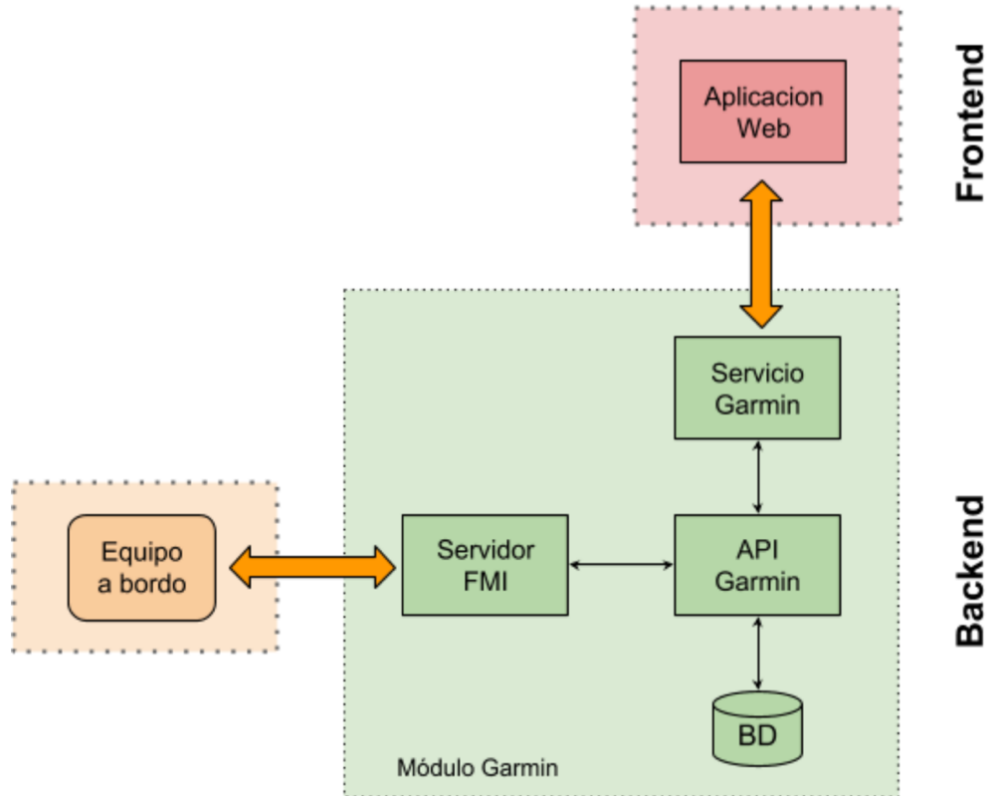 Aplicacion
Web
Frontend
Servicio
Garmin
Equipo
a bordo
Servidor
FMI
API
Garmin
Backend
BD
Módulo Garmin